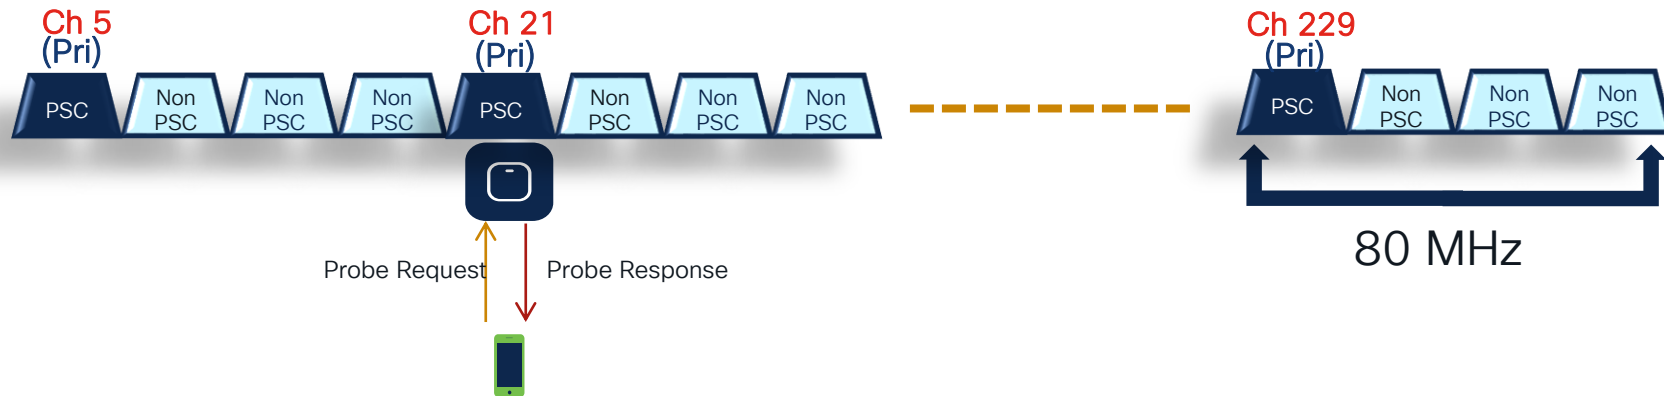 Ch 5
(Pri)
Ch 21
(Pri)
Ch 229
(Pri)
PSC
Non
PSC
Non
PSC
Non
PSC
PSC
Non
PSC
Non
PSC
Non
PSC
PSC
Non
PSC
Non
PSC
Non
PSC
Probe Request
Probe Response
80 MHz